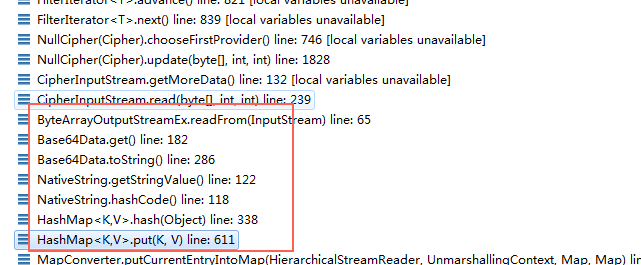 FilterIterator<T>.advance() line: 821 [local variables unavailable]
FilterIterator<T>.next() line: 839 [local variables unavailable]
NullCipher(Cipher).chooseFirstProvider() line: 746 [local variables unavailable]
NullCipher(Cipher).update(byte[], int, int) line: 1828
CipherInputStream.getMoreData() line: 132 [local variables unavailable]
CipherInputStream.read(byte[], int, int) line: 239
ByteArrayOutputStreamEx.readFrom(InputStream) line: 65
Base64Data.get() line: 182
Base64Data.toString() line: 286
NativeString.getStringValue() line: 122
NativeString.hashCode() line: 118
HashMap<K,V>.hash(Object) line: 338
HashMap<K,V>.put(K, V) line: 611
MapConverter.putCurrentEntryIntoMap(HierarchicalStreamReader, UnmarshallingContext, Map, Map) l